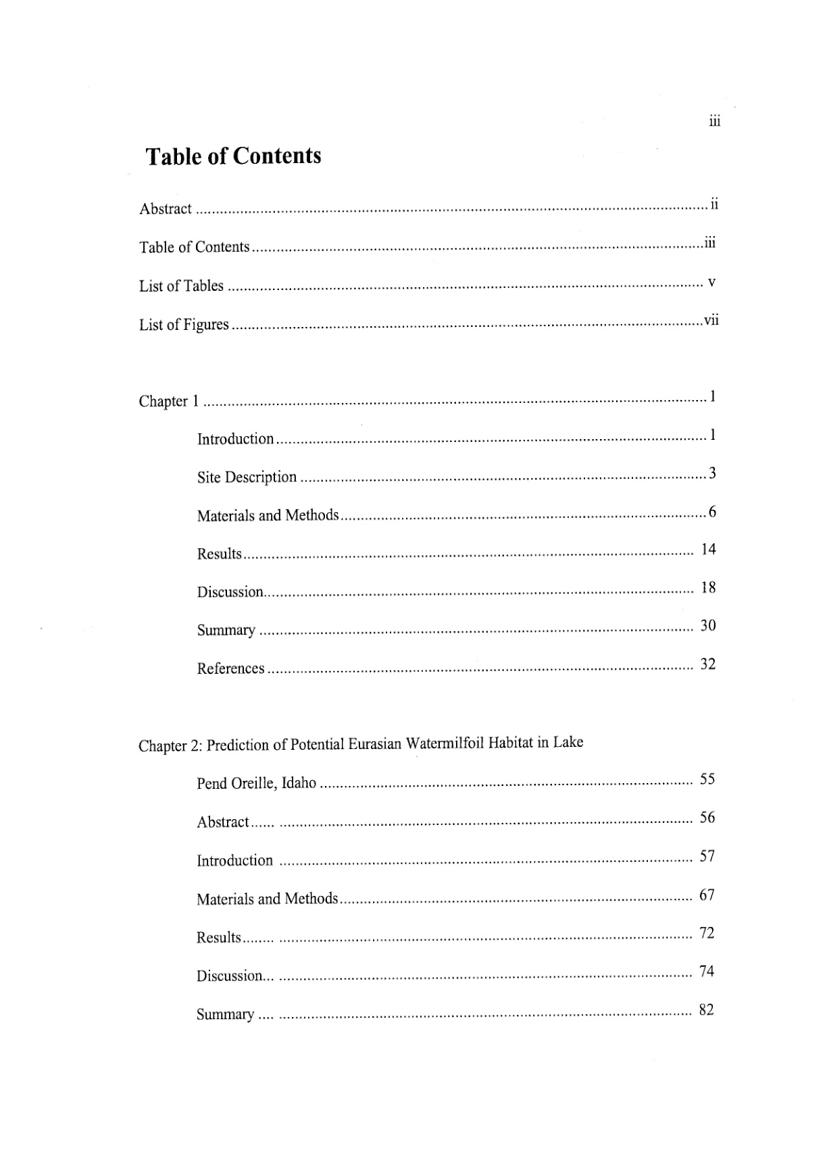 iii
Table of Contents
Abstract ........ ii
Table of Contents ........ iii
List of Tables ........ v
List of Figures ........ vii
Chapter 1 ........ 1
Introduction ........ 1
Site Description ........ 3
Materials and Methods ........ 6
Results ........ 14
Discussion ........ 18
Summary ........ 30
References ........ 32
Chapter 2: Prediction of Potential Eurasian Watermilfoil Habitat in Lake
Pend Oreille, Idaho ........ 55
Abstract ........ 56
Introduction ........ 57
Materials and Methods ........ 67
Results ........ 72
Discussion ........ 74
Summary ........ 82